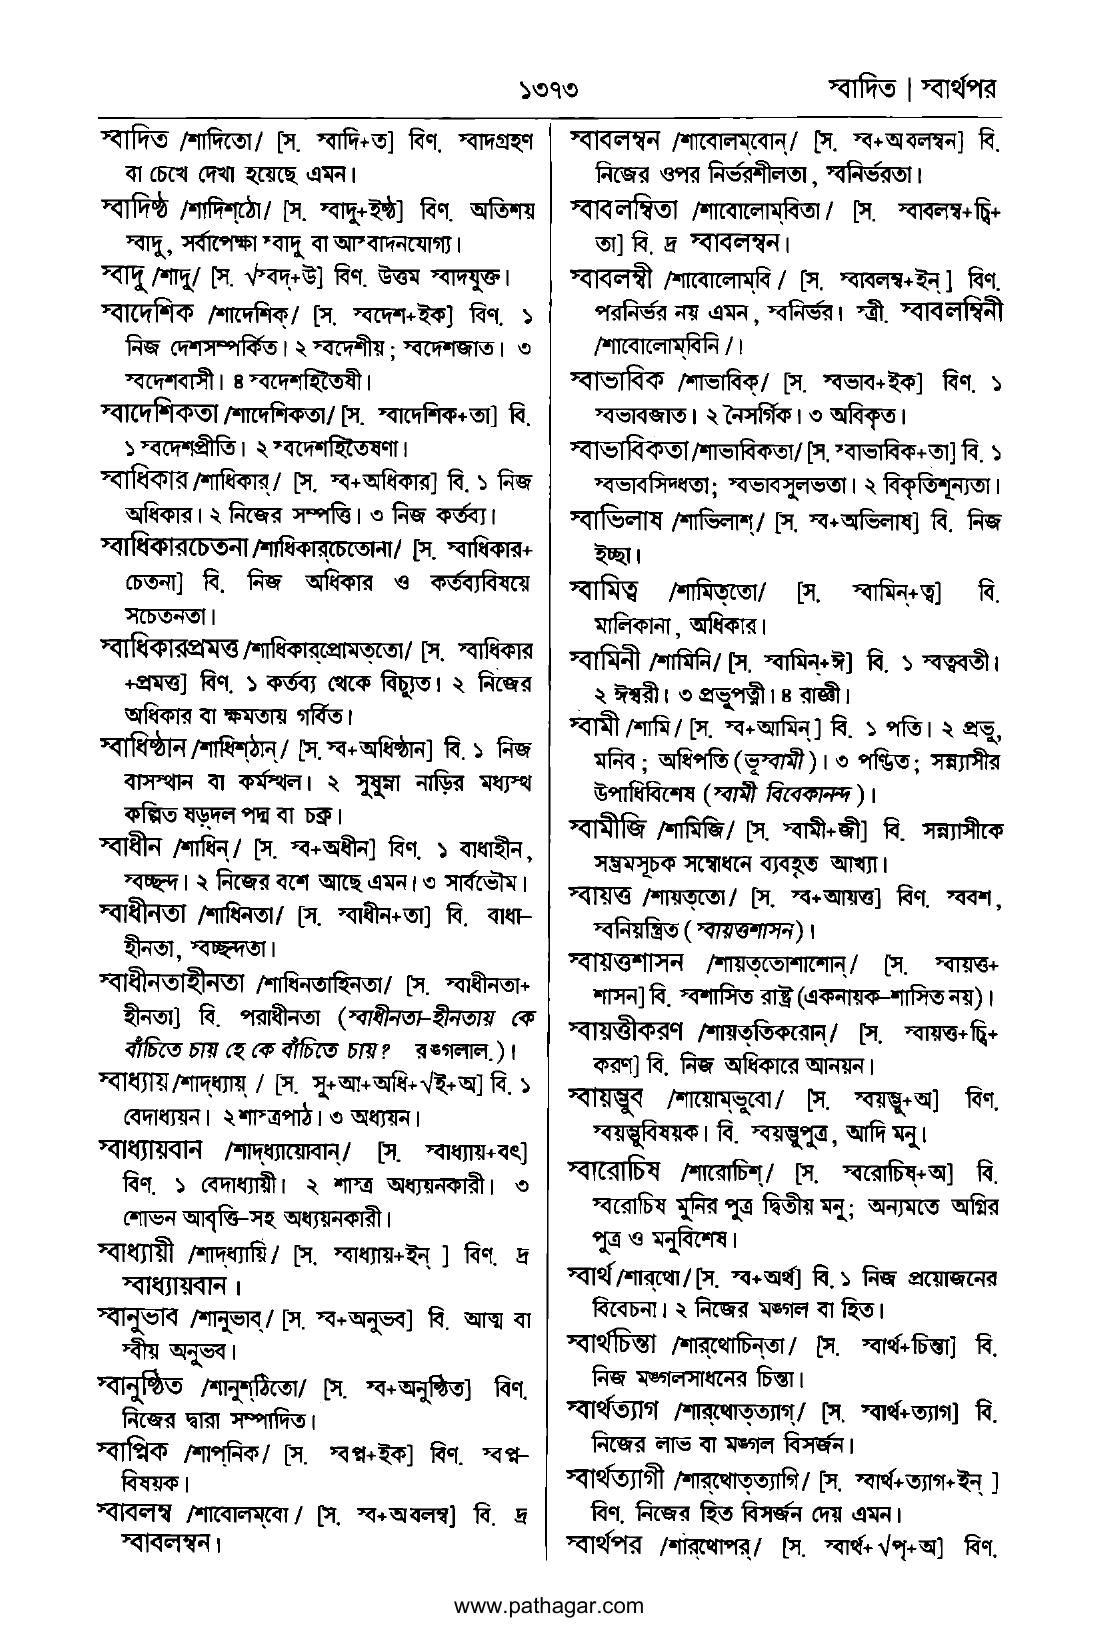 ১৩৭৩
স্বাদিত | স্বার্থপর
স্বাদিত /শাদিতো/ [স. স্বাদি+ত] বিণ. স্বাদগ্রহণ
বা চেখে দেখা হয়েছে এমন।
স্বাদিষ্ঠ /শাদিশ্‌ঠো/ [স. স্বাদু+ইষ্ঠ] বিণ. অতিশয়
স্বাদু, সর্বাপেক্ষা স্বাদু বা আস্বাদনযোগ্য।
স্বাদু /শাদু/ [স. √স্বদ্+উ] বিণ. উত্তম স্বাদযুক্ত।
স্বাদেশিক /শাদেশিক্/ [স. স্বদেশ+ইক] বিণ. ১
নিজ দেশসম্পর্কিত। ২ স্বদেশীয়; স্বদেশজাত। ৩
স্বদেশবাসী। ৪ স্বদেশহিতৈষী।
স্বাদেশিকতা /শাদেশিকতা/ [স. স্বাদেশিক+তা] বি.
১ স্বদেশপ্রীতি। ২ স্বদেশহিতৈষণা।
স্বাধিকার /শাধিকার্/ [স. স্ব+অধিকার] বি. ১ নিজ
অধিকার। ২ নিজের সম্পত্তি। ৩ নিজ কর্তব্য।
স্বাধিকারচেতনা /শাধিকার্‌চেতোনা/ [স. স্বাধিকার+
চেতনা] বি. নিজ অধিকার ও কর্তব্যবিষয়ে
সচেতনতা।
স্বাধিকারপ্রমত্ত /শাধিকার্‌প্রোমত্‌তো/ [স. স্বাধিকার
+প্রমত্ত] বিণ. ১ কর্তব্য থেকে বিচ্যুত। ২ নিজের
অধিকার বা ক্ষমতায় গর্বিত।
স্বাধিষ্ঠান /শাধিশ্‌ঠান্/ [স. স্ব+অধিষ্ঠান] বি. ১ নিজ
বাসস্থান বা কর্মস্থল। ২ সুষুম্না নাড়ির মধ্যস্থ
কল্পিত ষড়্‌দল পদ্ম বা চক্র।
স্বাধীন /শাধিন্/ [স. স্ব+অধীন] বিণ. ১ বাধাহীন,
স্বচ্ছন্দ। ২ নিজের বশে আছে এমন। ৩ সার্বভৌম।
স্বাধীনতা /শাধিনতা/ [স. স্বাধীন+তা] বি. বাধা-
হীনতা, স্বচ্ছন্দতা।
স্বাধীনতাহীনতা /শাধিনতাহিনতা/ [স. স্বাধীনতা+
হীনতা] বি. পরাধীনতা (স্বাধীনতা-হীনতায় কে
বাঁচিতে চায় হে কে বাঁচিতে চায়? রঙ্গলাল.)।
স্বাধ্যায় /শাদ্‌ধ্যায়্ / [স. সু+আ+অধি+√ই+অ] বি. ১
বেদাধ্যয়ন। ২ শাস্ত্রপাঠ। ৩ অধ্যয়ন।
স্বাধ্যায়বান /শাদ্‌ধ্যায়োবান্/ [স. স্বাধ্যায়+বৎ]
বিণ. ১ বেদাধ্যায়ী। ২ শাস্ত্র অধ্যয়নকারী। ৩
শোভন আবৃত্তি-সহ অধ্যয়নকারী।
স্বাধ্যায়ী /শাদ্‌ধ্যায়ি/ [স. স্বাধ্যায়+ইন্ ] বিণ. দ্র
স্বাধ্যায়বান ।
স্বানুভাব /শানুভাব্/ [স. স্ব+অনুভব] বি. আত্ম বা
স্বীয় অনুভব।
স্বানুষ্ঠিত /শানুশ্‌ঠিতো/ [স. স্ব+অনুষ্ঠিত] বিণ.
নিজের দ্বারা সম্পাদিত।
স্বাপ্নিক /শাপ্‌নিক/ [স. স্বপ্ন+ইক] বিণ. স্বপ্ন-
বিষয়ক।
স্বাবলম্ব /শাবোলম্‌বো / [স. স্ব+অবলম্ব] বি. দ্র
স্বাবলম্বন।
স্বাবলম্বন /শাবোলাম্‌বোন্/ [স. স্ব+অবলম্বন] বি.
নিজের ওপর নির্ভরশীলতা, স্বনির্ভরতা।
স্বাবলম্বিতা /শাবোলোম্‌বিতা/ [স. স্বাবলম্ব+চ্বি+
তা] বি. দ্র স্বাবলম্বন।
স্বাবলম্বী /শাবোলোম্‌বি / [স. স্বাবলম্ব+ইন্ ] বিণ.
পরনির্ভর নয় এমন, স্বনির্ভর। স্ত্রী. স্বাবলম্বিনী
/শাবোলোম্‌বিনি /।
স্বাভাবিক /শাভাবিক্/ [স. স্বভাব+ইক] বিণ. ১
স্বভাবজাত। ২ নৈসর্গিক। ৩ অবিকৃত।
স্বাভাবিকতা /শাভাবিকতা/ [স. স্বাভাবিক+তা] বি. ১
স্বভাবসিদ্ধতা; স্বভাবসুলভতা। ২ বিকৃতিশূন্যতা।
স্বাভিলাষ /শাভিলাশ্/ [স. স্ব+অভিলাষ] বি. নিজ
ইচ্ছা।
স্বামিত্ব /শামিত্‌তো/ [স. স্বামিন্+ত্ব] বি.
মালিকানা, অধিকার।
স্বামিনী /শামিনি/ [স. স্বামিন্+ঈ] বি. ১ স্বত্ববতী।
২ ঈশ্বরী। ৩ প্রভুপত্নী। ৪ রাজ্ঞী।
স্বামী /শামি/ [স. স্ব+আমিন্ ] বি. ১ পতি। ২ প্রভু,
মনিব; অধিপতি (ভূস্বামী)। ৩ পণ্ডিত; সন্ন্যাসীর
উপাধিবিশেষ (স্বামী বিবেকানন্দ)।
স্বামীজি /শামিজি/ [স. স্বামী+জী] বি. সন্ন্যাসীকে
সম্ভ্রমসূচক সম্বোধনে ব্যবহৃত আখ্যা।
স্বায়ত্ত /শায়ত্‌তো/ [স. স্ব+আয়ত্ত] বিণ. স্ববশ,
স্বনিয়ন্ত্রিত (স্বায়ত্তশাসন)।
স্বায়ত্তশাসন /শায়ত্‌তোশাশোন্/ [স. স্বায়ত্ত+
শাসন] বি. স্বশাসিত রাষ্ট্র (একনায়ক-শাসিত নয়)।
স্বায়ত্তীকরণ /শায়ত্‌তিকরোন্/ [স. স্বায়ত্ত+চ্বি+
করণ] বি. নিজ অধিকারে আনয়ন।
স্বায়ম্ভুব /শায়োম্‌ভুবো/ [স. স্বয়ম্ভু+অ] বিণ.
স্বয়ম্ভুবিষয়ক। বি. স্বয়ম্ভুপুত্র, আদি মনু।
স্বারোচিষ /শারোচিশ্/ [স. স্বরোচিষ্+অ] বি.
স্বরোচিষ মুনির পুত্র দ্বিতীয় মনু; অন্যমতে অগ্নির
পুত্র ও মনুবিশেষ।
স্বার্থ /শার্‌থো/ [স. স্ব+অর্থ] বি. ১ নিজ প্রয়োজনের
বিবেচনা। ২ নিজের মঙ্গল বা হিত।
স্বার্থচিন্তা /শার্‌থোচিন্‌তা/ [স. স্বার্থ+চিন্তা] বি.
নিজ মঙ্গলসাধনের চিন্তা।
স্বার্থত্যাগ /শার্‌থোত্‌ত্যাগ্/ [স. স্বার্থ+ত্যাগ] বি.
নিজের লাভ বা মঙ্গল বিসর্জন।
স্বার্থত্যাগী /শার্‌থোত্‌ত্যাগি/ [স. স্বার্থ+ত্যাগ+ইন্ ]
বিণ. নিজের হিত বিসর্জন দেয় এমন।
স্বার্থপর /শার্‌থোপর্/ [স. স্বার্থ+√পৃ+অ] বিণ.
www.pathagar.com